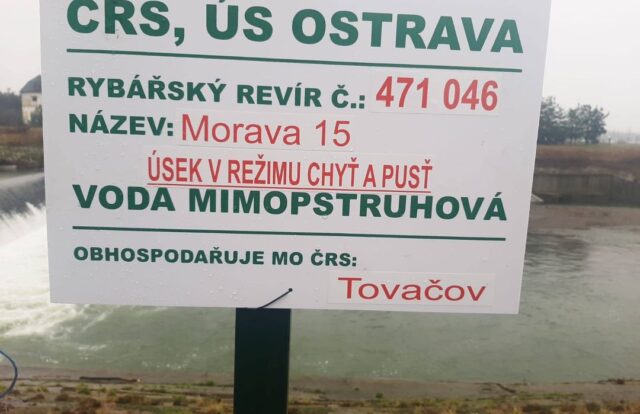 ČRS, ÚS OSTRAVA
RYBÁŘSKÝ REVÍR Č.: 471 046
NÁZEV: Morava 15
ÚSEK V REŽIMU CHYŤ A PUSŤ
VODA MIMOPSTRUHOVÁ
OBHOSPODAŘUJE MO ČRS:
Tovačov